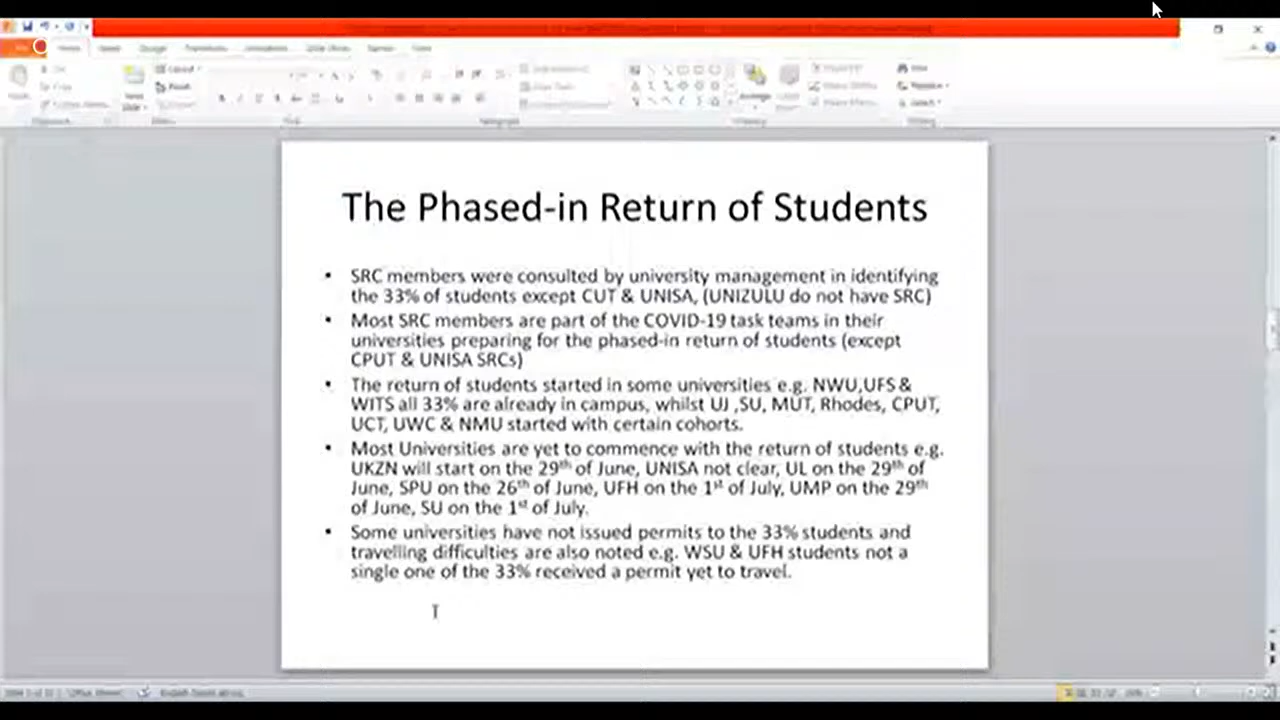 The Phased-in Return of Students
• SRC members were consulted by university management in identifying
the 33% of students except CUT & UNISA, (UNIZULU do not have SRC)
• Most SRC members are part of the COVID-19 task teams in their
universities preparing for the phased-in return of students (except
CPUT & UNISA SRCs)
• The return of students started in some universities e.g. NWU,UFS &
WITS all 33% are already in campus, whilst UJ ,SU, MUT, Rhodes, CPUT,
UCT, UWC & NMU started with certain cohorts.
• Most Universities are yet to commence with the return of students e.g.
UKZN will start on the 29th of June, UNISA not clear, UL on the 29th of
June, SPU on the 26th of June, UFH on the 1st of July, UMP on the 29th
of June, SU on the 1st of July.
• Some universities have not issued permits to the 33% students and
travelling difficulties are also noted e.g. WSU & UFH students not a
single one of the 33% received a permit yet to travel.